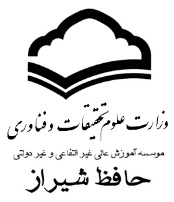 وزارت علوم تحقیقات و فناوری
موسسه آموزش عالی غیر انتفاعی و غیر دولتی
حافظ شیراز